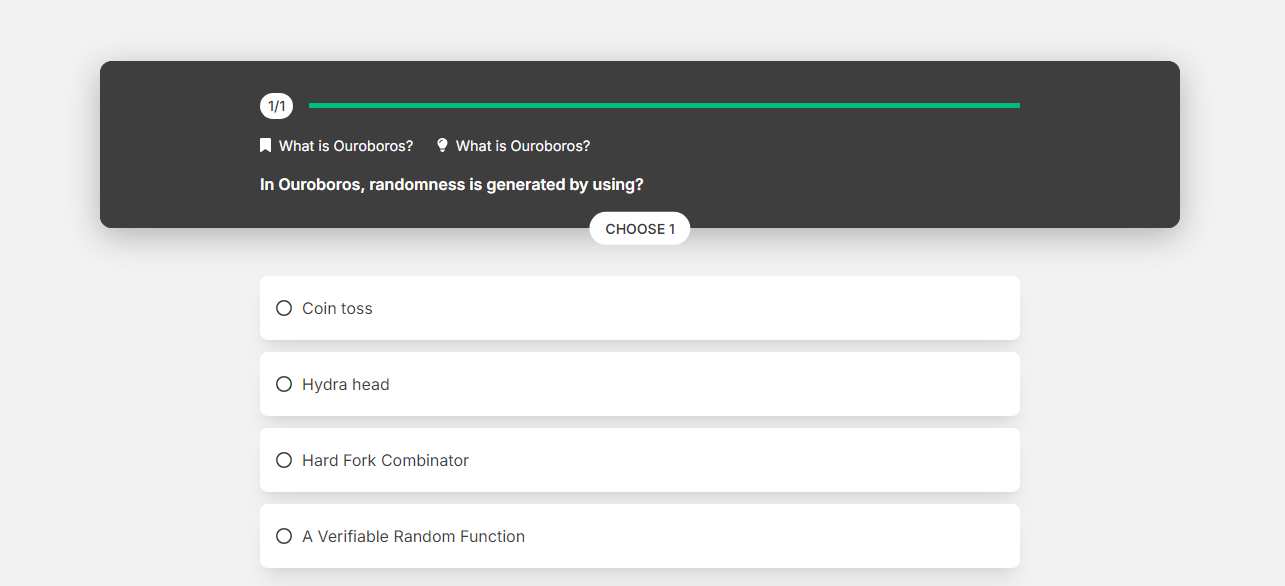 1/1
What is Ouroboros? What is Ouroboros?
In Ouroboros, randomness is generated by using?
CHOOSE 1
Coin toss
Hydra head
Hard Fork Combinator
A Verifiable Random Function